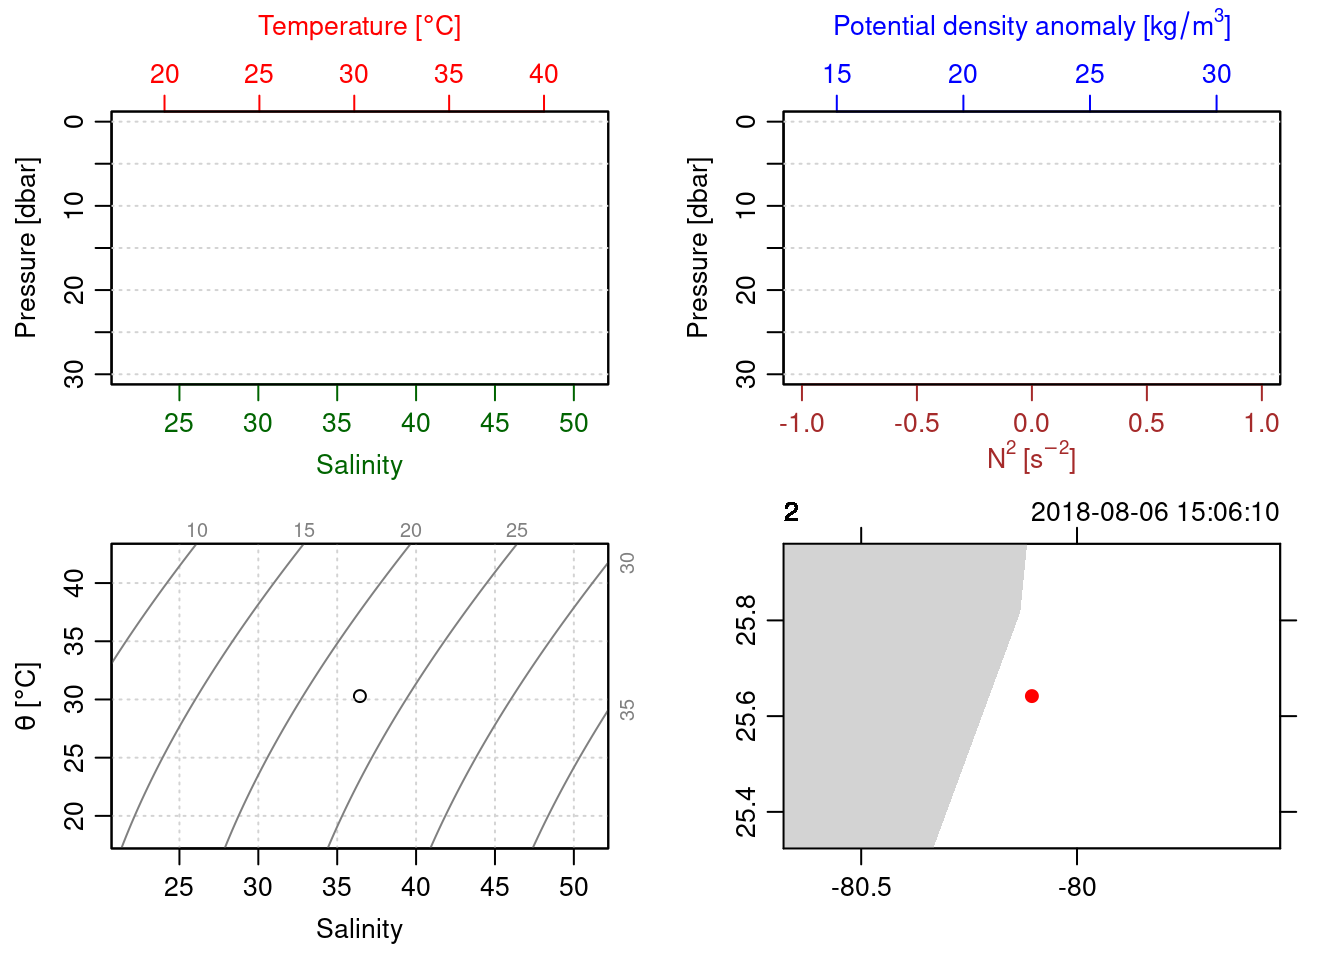 Temperature [°C]
20 25 30 35 40
0
10
20
30
Pressure [dbar]
25 30 35 40 45 50
Salinity
Potential density anomaly [kg/m³]
15 20 25 30
0
10
20
30
Pressure [dbar]
-1.0 -0.5 0.0 0.5 1.0
N² [s⁻²]
10 15 20 25
30
35
40
35
30
25
20
θ [°C]
25 30 35 40 45 50
Salinity
2 2018-08-06 15:06:10
25.8
25.6
25.4
-80.5 -80